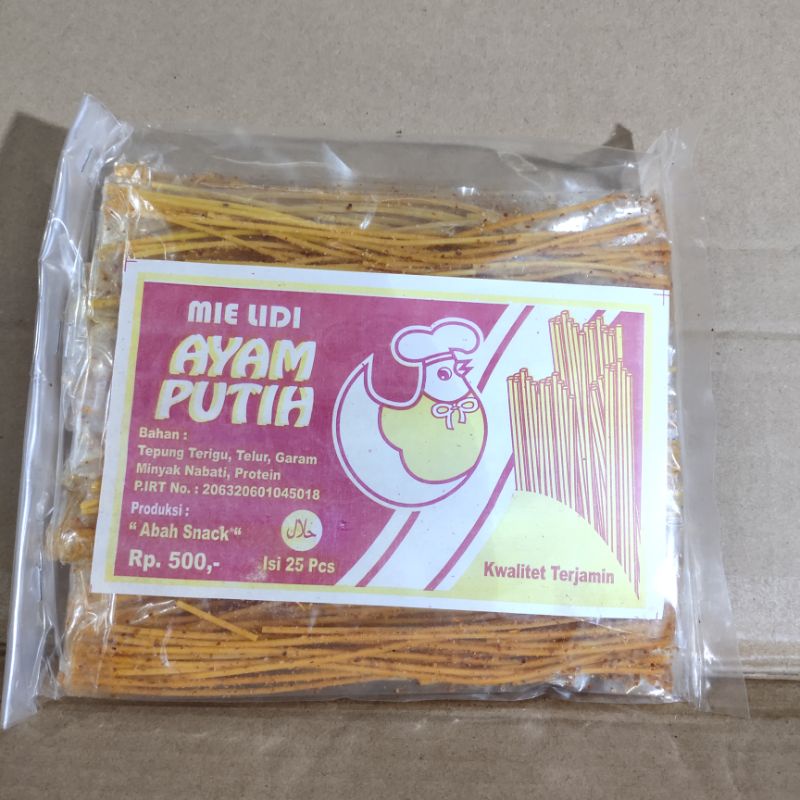 MIE LIDI
AYAM
PUTIH
Bahan :
Tepung Terigu, Telur, Garam
Minyak Nabati, Protein
P.IRT No. : 206320601045018
Produksi :
“ Abah Snack “
Rp. 500,-
حلال
Isi 25 Pcs
Kwalitet Terjamin